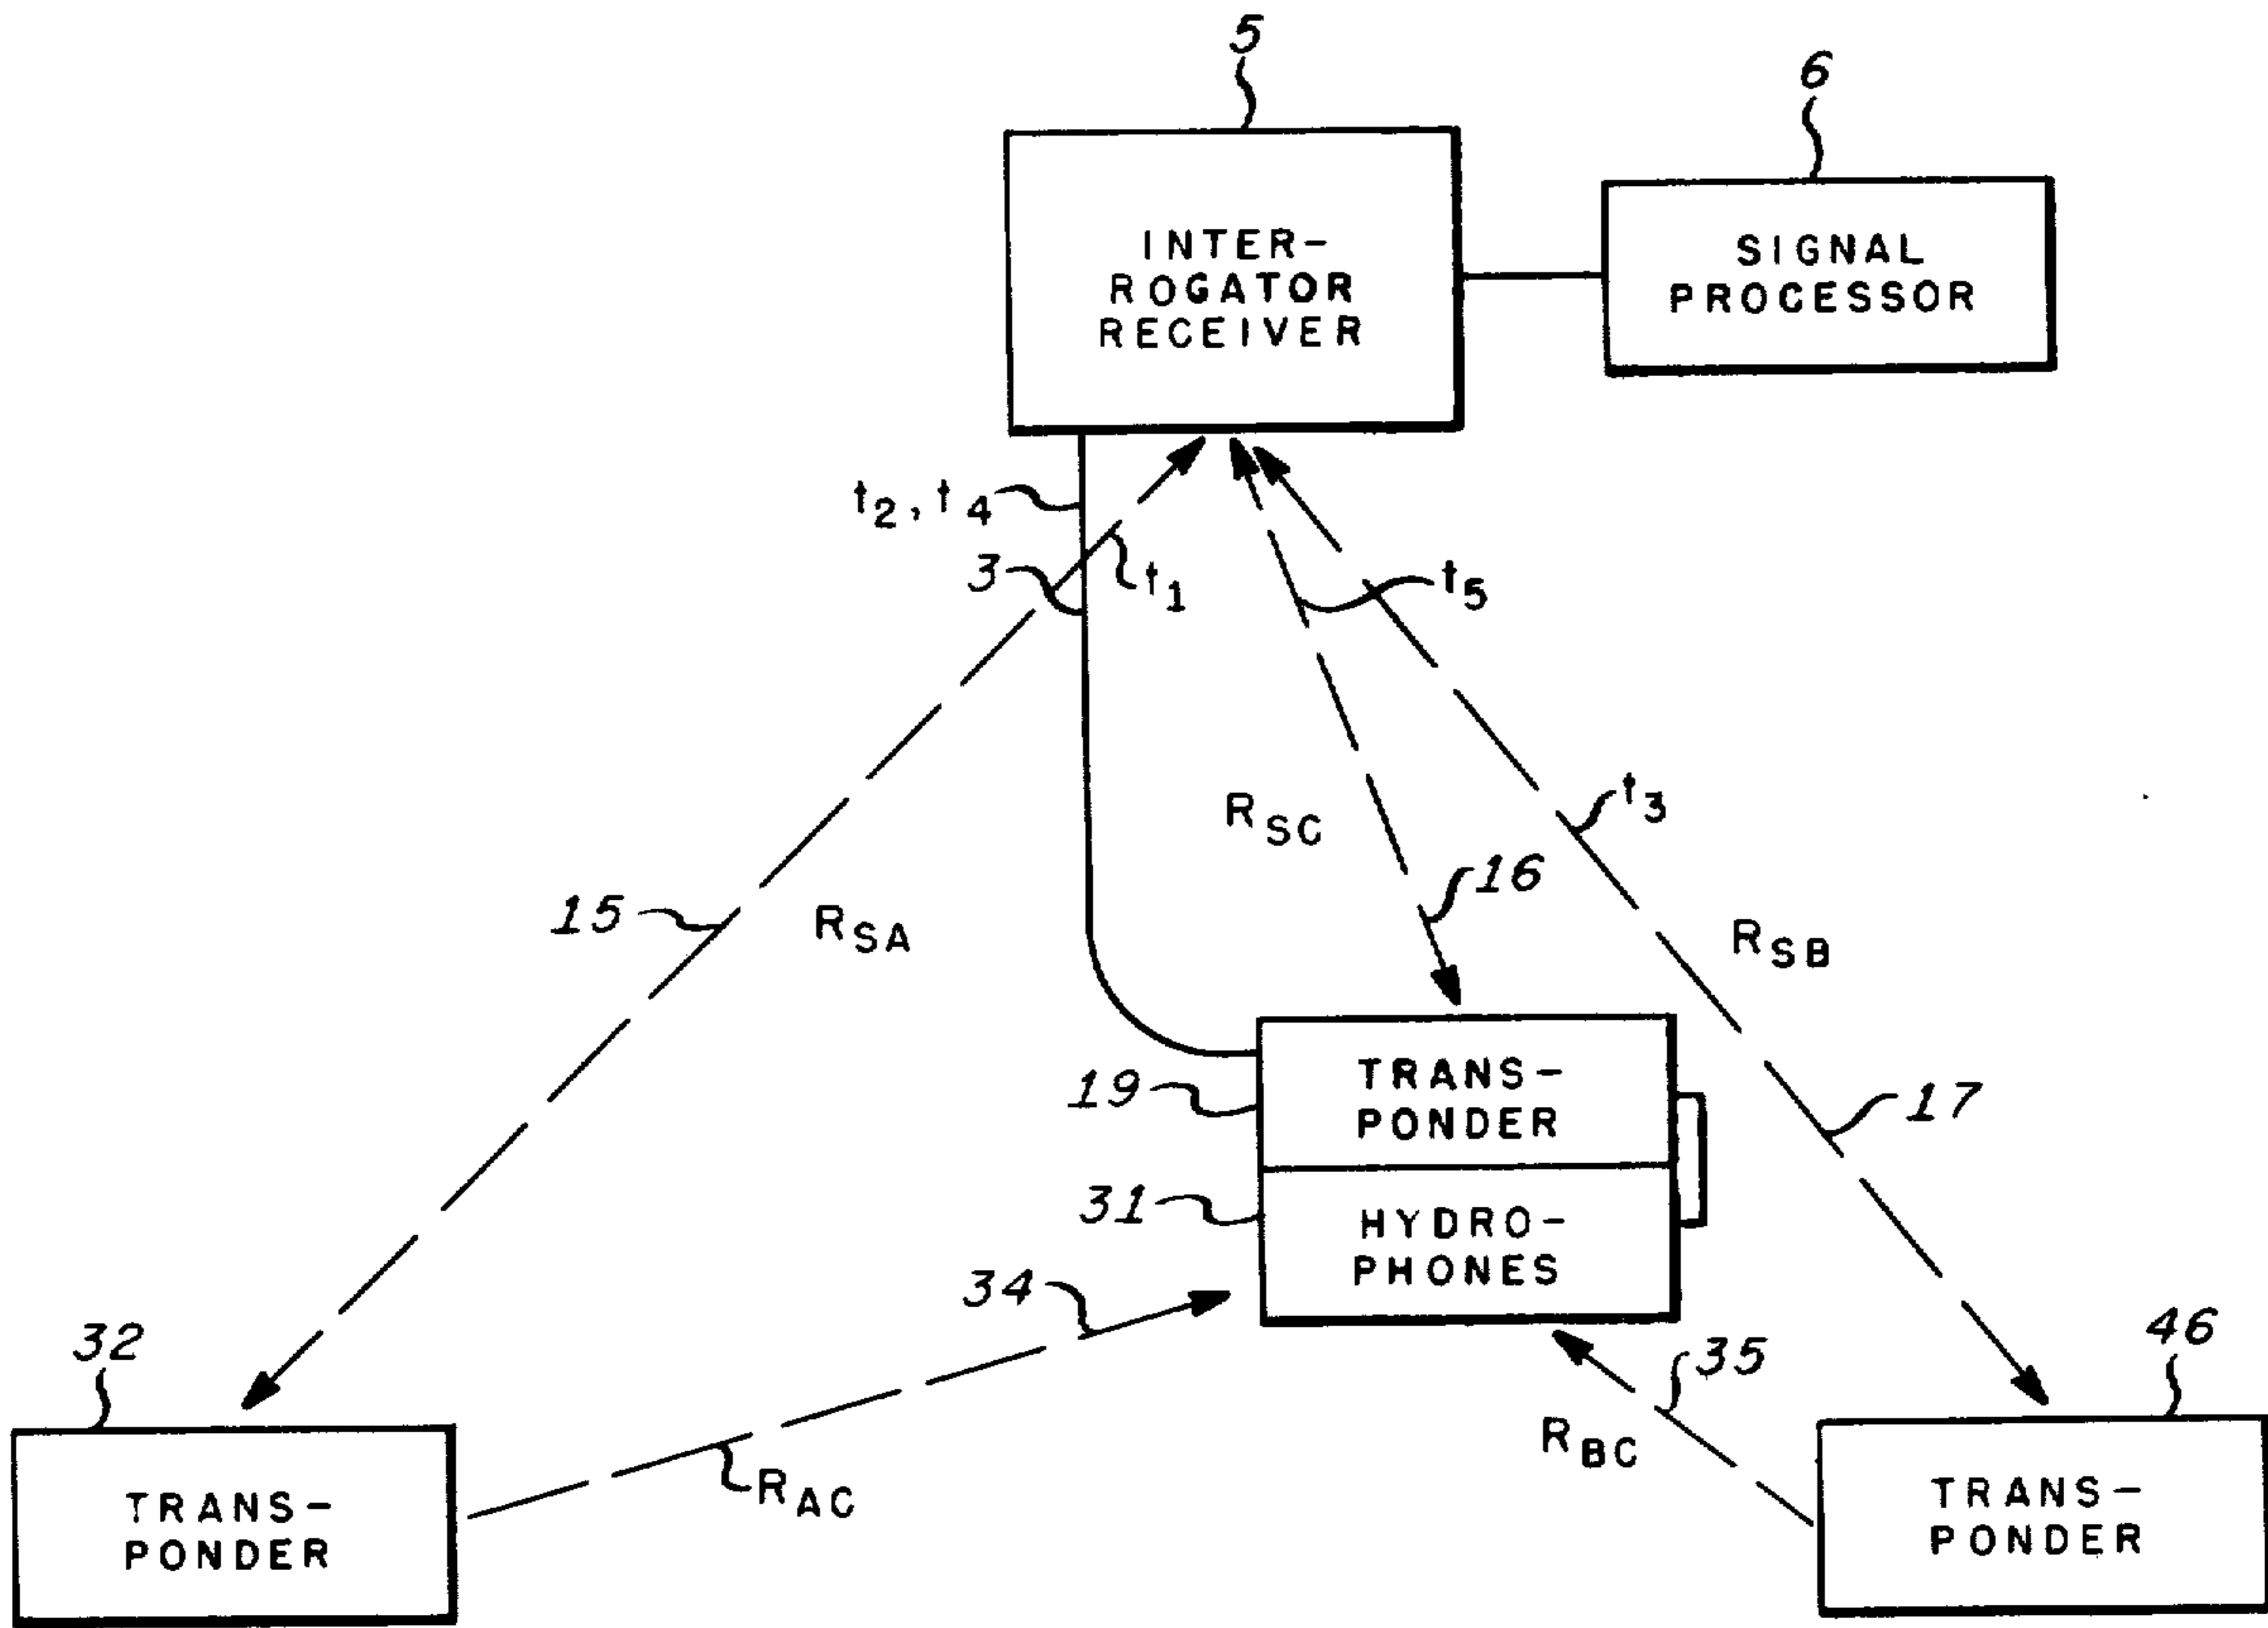 5
6
INTER-
ROGATOR
RECEIVER
SIGNAL
PROCESSOR
t2, t4
3
t1
t5
t3
RSC
16
15
RSA
RSB
19
TRANS-
PONDER
17
31
HYDRO-
PHONES
34
32
35
46
RBC
RAC
TRANS-
PONDER
TRANS-
PONDER